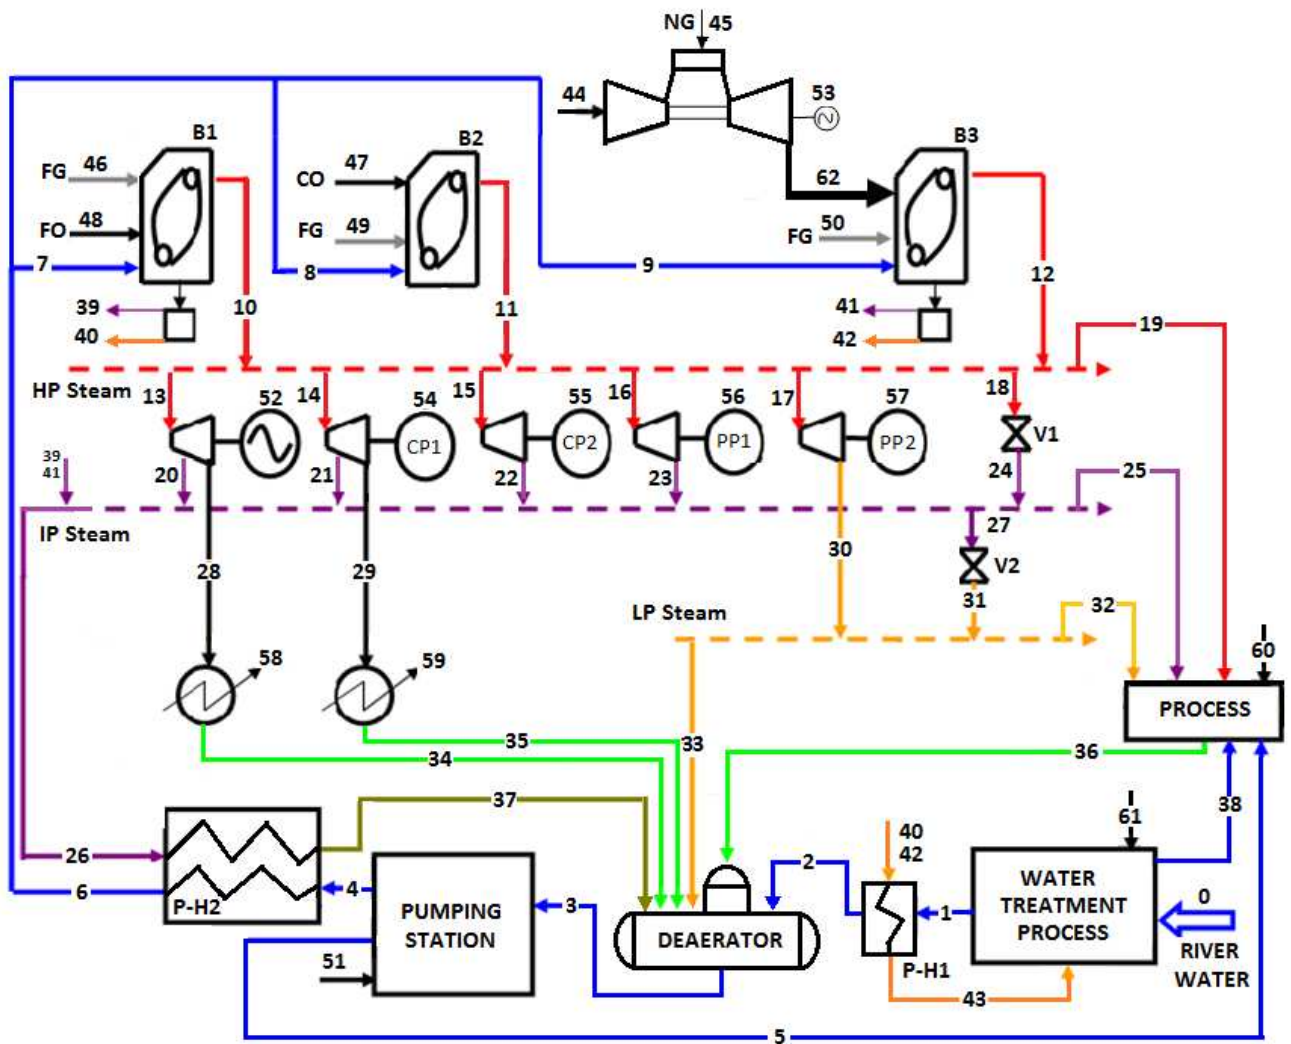 NG 45
44
53
B1
B2
B3
FG 46
CO 47
62
FO 48
FG 49
FG 50
7
8
9
10
11
12
39
40
41
42
19
HP Steam
13
14
15
16
17
18
52
54
55
56
57
CP1
CP2
PP1
PP2
V1
39
41
20
21
22
23
24
25
IP Steam
27
28
29
30
V2
31
32
LP Steam
58
59
60
PROCESS
33
34
35
36
37
38
61
40
42
2
26
6
4
P-H2
3
PUMPING
STATION
51
DEAERATOR
1
P-H1
43
WATER
TREATMENT
PROCESS
0
RIVER
WATER
5